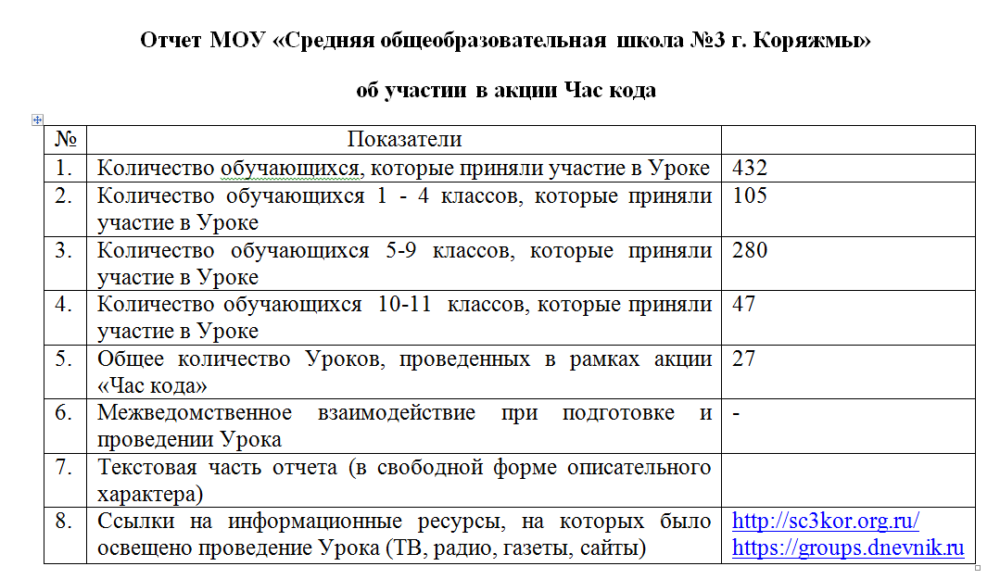 Отчет МОУ «Средняя общеобразовательная школа №3 г. Коряжмы»
об участии в акции Час кода
№ Показатели
1. Количество обучающихся, которые приняли участие в Уроке 432
2. Количество обучающихся 1 - 4 классов, которые приняли 105
участие в Уроке
3. Количество обучающихся 5-9 классов, которые приняли 280
участие в Уроке
4. Количество обучающихся 10-11 классов, которые приняли 47
участие в Уроке
5. Общее количество Уроков, проведенных в рамках акции 27
«Час кода»
6. Межведомственное взаимодействие при подготовке и -
проведении Урока
7. Текстовая часть отчета (в свободной форме описательного
характера)
8. Ссылки на информационные ресурсы, на которых было http://sc3kor.org.ru/
освещено проведение Урока (ТВ, радио, газеты, сайты) https://groups.dnevnik.ru